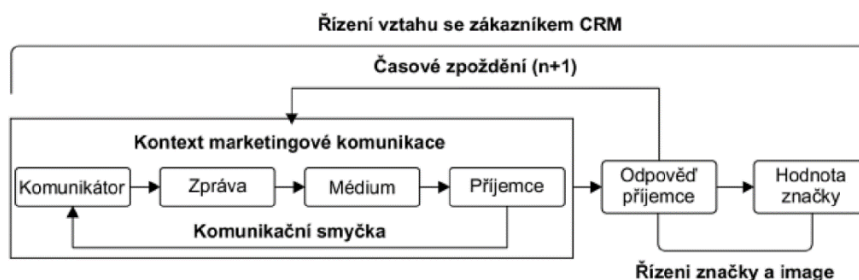 Řízení vztahu se zákazníkem CRM
Časové zpoždění (n+1)
Kontext marketingové komunikace
Komunikátor
Zpráva
Médium
Příjemce
Odpověď
příjemce
Hodnota
značky
Komunikační smyčka
Řízeni značky a image